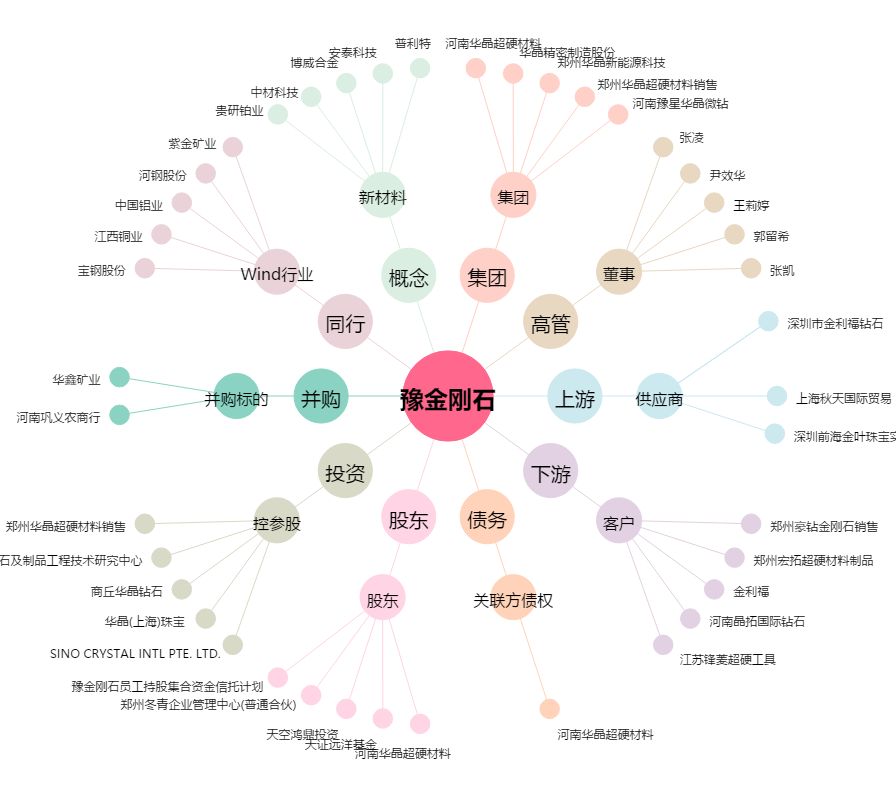 普利特
河南华晶超硬材料
安泰科技
华晶精密制造股份
博威合金
郑州华晶新能源科技
中材科技
郑州华晶超硬材料销售
贵研铂业
河南豫星华晶微钻
紫金矿业
张凌
河钢股份
尹效华
新材料
集团
中国铝业
王莉婷
江西铜业
郭留希
宝钢股份
Wind行业
概念
集团
董事
张凯
同行
高管
深圳市金利福钻石
华鑫矿业
并购标的
并购
豫金刚石
上游
供应商
上海秋天国际贸易
河南巩义农商行
深圳前海金叶珠宝实
投资
下游
郑州华晶超硬材料销售
控参股
股东
债务
客户
郑州豪钻金刚石销售
石及制品工程技术研究中心
郑州宏拓超硬材料制品
商丘华晶钻石
金利福
股东
关联方债权
华晶(上海)珠宝
河南晶拓国际钻石
SINO CRYSTAL INTL PTE. LTD.
江苏锋菱超硬工具
豫金刚石员工持股集合资金信托计划
郑州冬青企业管理中心(普通合伙)
天空鸿鼎投资
河南华晶超硬材料
天证远洋基金
河南华晶超硬材料